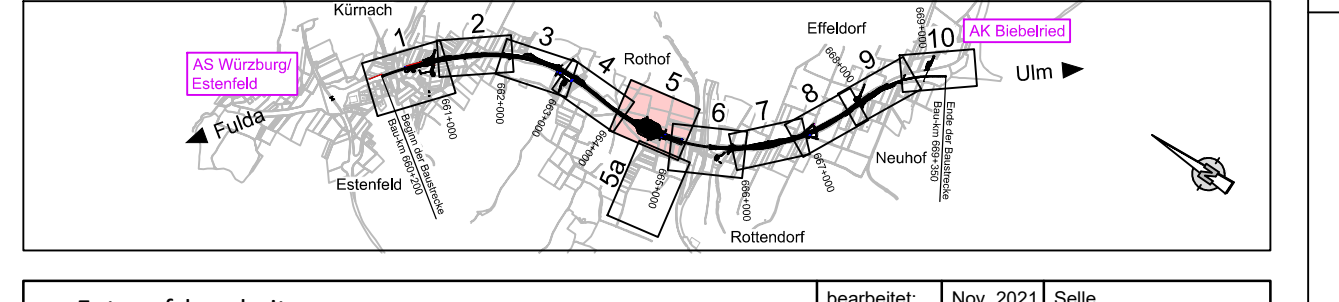 Kürnach
AS Würzburg/
Estenfeld
Fulda
Estenfeld
1
2
3
4
5
5a
6
7
8
9
10
Rothof
Effeldorf
AK Biebelried
Ulm
Neuhof
Rottendorf
661+000
662+000
663+000
664+000
665+000
666+000
667+000
668+000
669+000
Beginn der Baustrecke
Bau-km 660+200
Ende der Baustrecke
Bau-km 669+350
N
bearbeitet: Nov. 2021 Selle